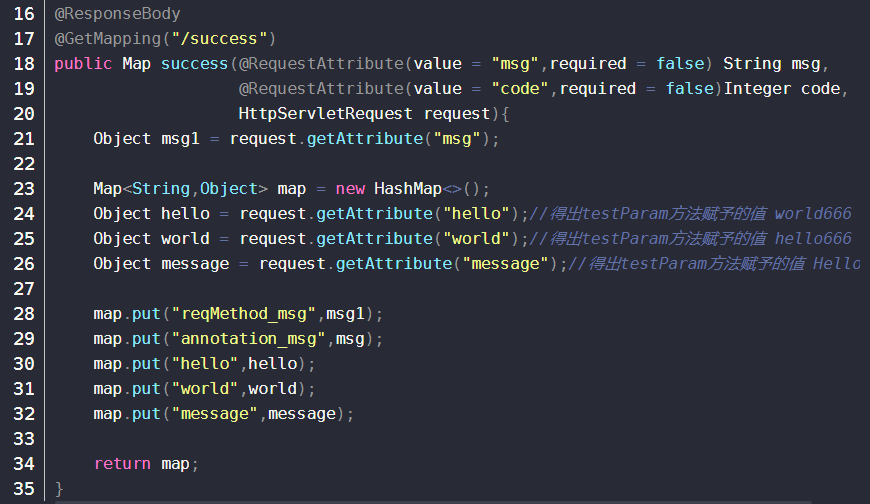 16 @ResponseBody
17 @GetMapping("/success")
18 public Map success(@RequestAttribute(value = "msg",required = false) String msg,
19 @RequestAttribute(value = "code",required = false)Integer code,
20 HttpServletRequest request){
21 Object msg1 = request.getAttribute("msg");
22
23 Map<String,Object> map = new HashMap<>();
24 Object hello = request.getAttribute("hello");//得出testParam方法赋予的值 world666
25 Object world = request.getAttribute("world");//得出testParam方法赋予的值 hello666
26 Object message = request.getAttribute("message");//得出testParam方法赋予的值 Hello
27
28 map.put("reqMethod_msg",msg1);
29 map.put("annotation_msg",msg);
30 map.put("hello",hello);
31 map.put("world",world);
32 map.put("message",message);
33
34 return map;
35 }